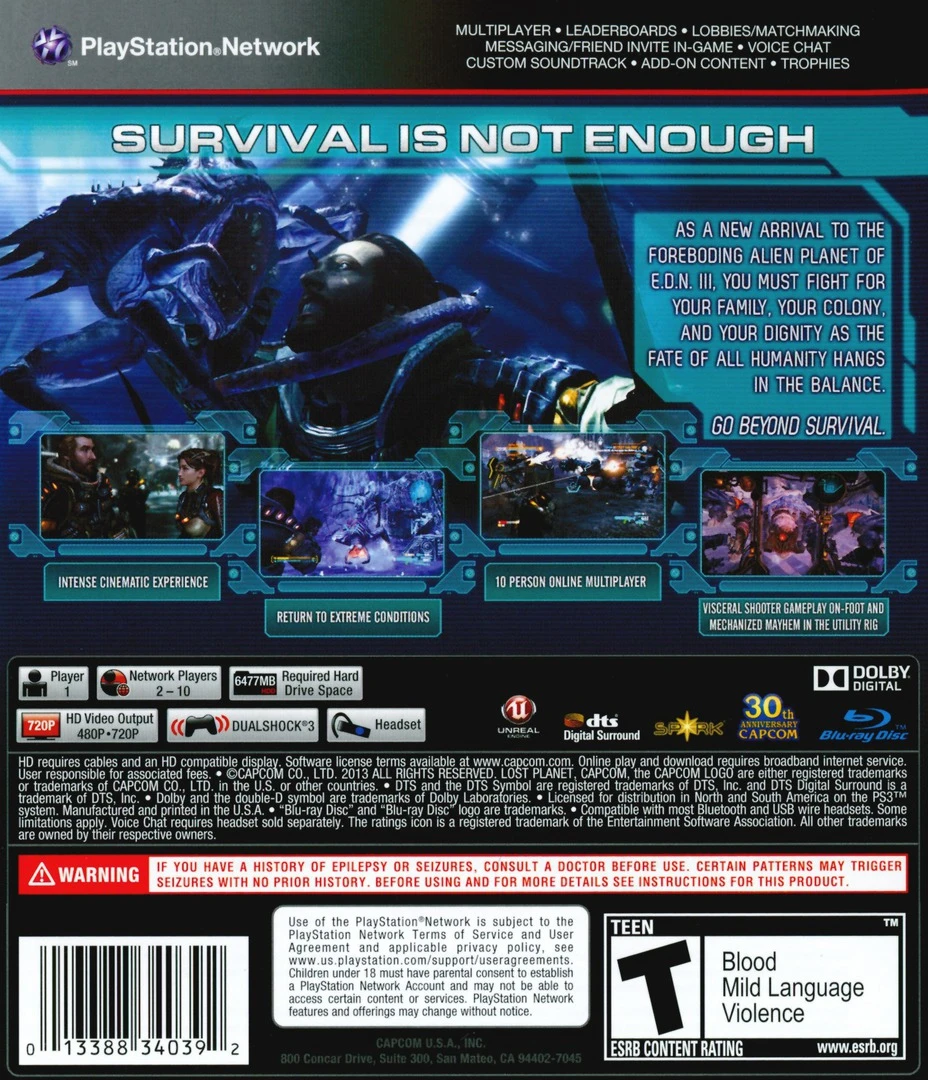 PlayStation®Network
SM
MULTIPLAYER • LEADERBOARDS • LOBBIES/MATCHMAKING
MESSAGING/FRIEND INVITE IN-GAME • VOICE CHAT
CUSTOM SOUNDTRACK • ADD-ON CONTENT • TROPHIES
SURVIVAL IS NOT ENOUGH
AS A NEW ARRIVAL TO THE
FOREBODING ALIEN PLANET OF
E.D.N. III, YOU MUST FIGHT FOR
YOUR FAMILY, YOUR COLONY,
AND YOUR DIGNITY AS THE
FATE OF ALL HUMANITY HANGS
IN THE BALANCE.
GO BEYOND SURVIVAL.
INTENSE CINEMATIC EXPERIENCE
RETURN TO EXTREME CONDITIONS
10 PERSON ONLINE MULTIPLAYER
VISCERAL SHOOTER GAMEPLAY ON-FOOT AND
MECHANIZED MAYHEM IN THE UTILITY RIG
Player
1
Network Players
2 – 10
6477MB
HDD
Required Hard
Drive Space
720P
HD Video Output
480P•720P
DUALSHOCK®3
Headset
UNREAL
ENGINE
dts
Digital Surround
SPARK
30th
ANNIVERSARY
CAPCOM
DOLBY
DIGITAL
Blu-ray Disc
TM
HD requires cables and an HD compatible display. Software license terms available at www.capcom.com. Online play and download requires broadband internet service.
User responsible for associated fees. • ©CAPCOM CO., LTD. 2013 ALL RIGHTS RESERVED. LOST PLANET, CAPCOM, the CAPCOM LOGO are either registered trademarks
or trademarks of CAPCOM CO., LTD. in the U.S. or other countries. • DTS and the DTS Symbol are registered trademarks of DTS, Inc. and DTS Digital Surround is a
trademark of DTS, Inc. • Dolby and the double-D symbol are trademarks of Dolby Laboratories. • Licensed for distribution in North and South America on the PS3™
system. Manufactured and printed in the U.S.A. • “Blu-ray Disc” and “Blu-ray Disc” logo are trademarks. • Compatible with most Bluetooth and USB wire headsets. Some
limitations apply. Voice Chat requires headset sold separately. The ratings icon is a registered trademark of the Entertainment Software Association. All other trademarks
are owned by their respective owners.
WARNING
IF YOU HAVE A HISTORY OF EPILEPSY OR SEIZURES, CONSULT A DOCTOR BEFORE USE. CERTAIN PATTERNS MAY TRIGGER
SEIZURES WITH NO PRIOR HISTORY. BEFORE USING AND FOR MORE DETAILS SEE INSTRUCTIONS FOR THIS PRODUCT.
0 13388 34039 2
Use of the PlayStation®Network is subject to the
PlayStation Network Terms of Service and User
Agreement and applicable privacy policy, see
www.us.playstation.com/support/useragreements.
Children under 18 must have parental consent to establish
a PlayStation Network Account and may not be able to
access certain content or services. PlayStation Network
features and offerings may change without notice.
CAPCOM U.S.A., INC.
800 Concar Drive, Suite 300, San Mateo, CA 94402-7045
TEEN
TM
T
Blood
Mild Language
Violence
ESRB CONTENT RATING
www.esrb.org